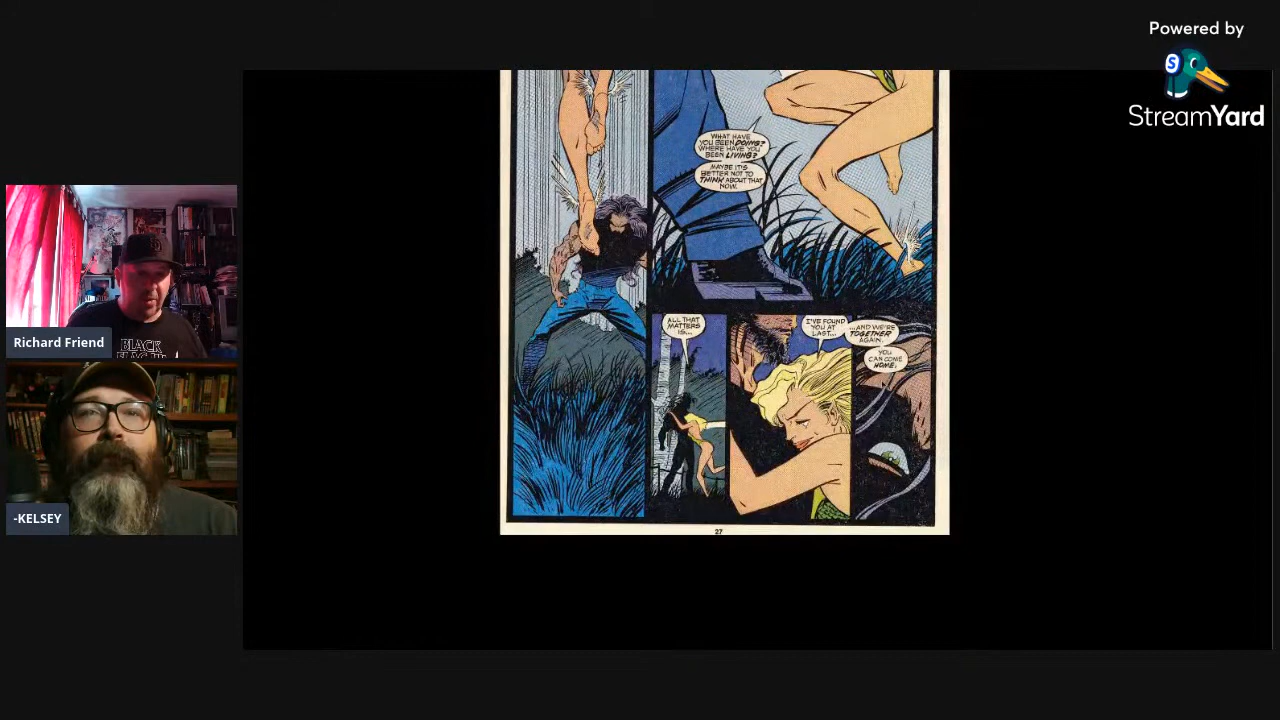 Powered by
StreamYard
Richard Friend
BLACK
FLAG
-KELSEY
WHAT HAVE
YOU BEEN DOING?
WHERE HAVE YOU
BEEN LIVING?
MAYBE IT'S
BETTER NOT TO
THINK ABOUT THAT
NOW.
ALL THAT
MATTERS
IS...
I'VE FOUND
YOU AT
LAST...
...AND WE'RE
TOGETHER
AGAIN.
YOU
CAN COME
HOME.
27